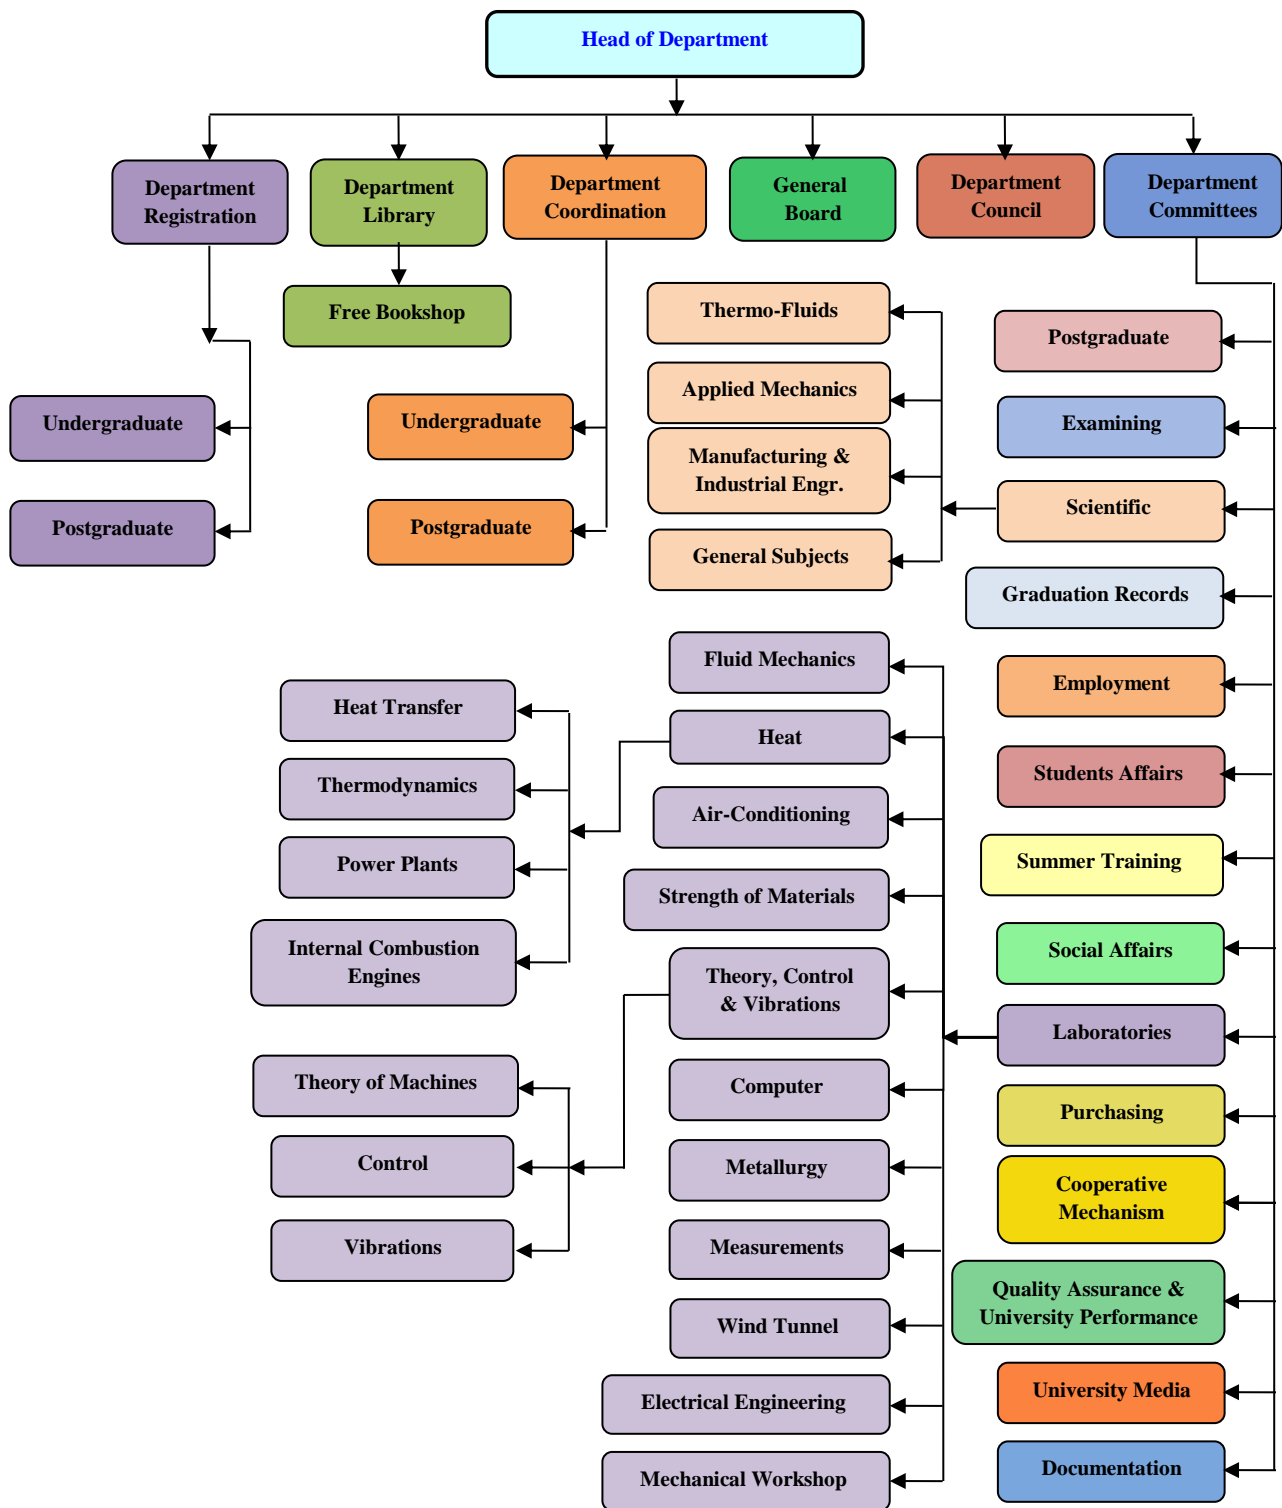 Head of Department
Department
Registration
Department
Library
Department
Coordination
General
Board
Department
Council
Department
Committees
Free Bookshop
Undergraduate
Postgraduate
Undergraduate
Postgraduate
Thermo-Fluids
Applied Mechanics
Manufacturing &
Industrial Engr.
General Subjects
Postgraduate
Examining
Scientific
Graduation Records
Employment
Students Affairs
Summer Training
Social Affairs
Laboratories
Purchasing
Cooperative
Mechanism
Quality Assurance &
University Performance
University Media
Documentation
Fluid Mechanics
Heat
Air-Conditioning
Strength of Materials
Theory, Control
& Vibrations
Computer
Metallurgy
Measurements
Wind Tunnel
Electrical Engineering
Mechanical Workshop
Heat Transfer
Thermodynamics
Power Plants
Internal Combustion
Engines
Theory of Machines
Control
Vibrations